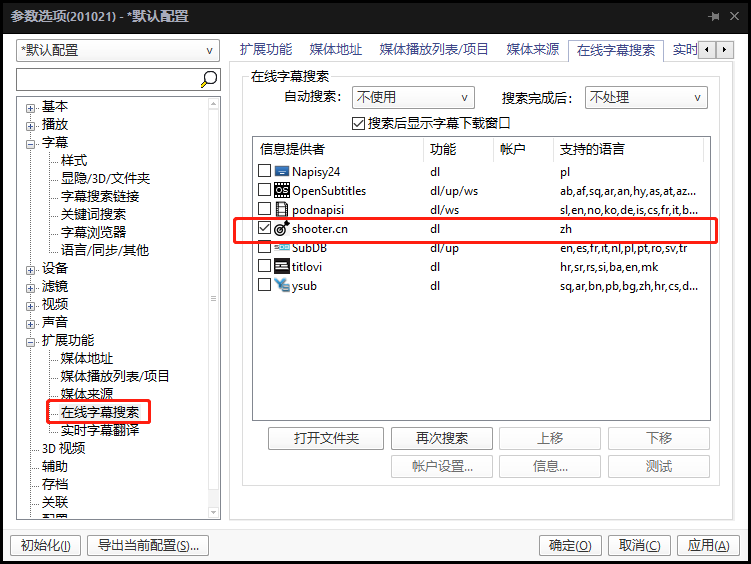 参数选项(201021) - *默认配置
*默认配置
基本
播放
字幕
样式
显隐/3D/文件夹
字幕搜索链接
关键词搜索
字幕浏览器
语言/同步/其他
设备
滤镜
视频
声音
扩展功能
媒体地址
媒体播放列表/项目
媒体来源
在线字幕搜索
实时字幕翻译
3D 视频
辅助
存档
关联
扩展功能 媒体地址 媒体播放列表/项目 媒体来源 在线字幕搜索 实时
在线字幕搜索
自动搜索: 不使用 搜索完成后: 不处理
搜索后显示字幕下载窗口
信息提供者 功能 帐户 支持的语言
Napisy24 dl pl
OpenSubtitles dl/up/ws ab,af,sq,ar,an,hy,as,at,az...
podnapisi dl/ws sl,en,no,ko,de,is,cs,fr,it,b...
shooter.cn dl zh
SubDB dl/up en,es,fr,it,nl,pl,pt,ro,sv,tr
titlovi dl hr,sr,rs,si,ba,en,mk
ysub dl sq,ar,bn,pb,bg,zh,hr,cs,d...
打开文件夹 再次搜索 上移 下移
帐户设置... 信息... 测试
初始化(I) 导出当前配置(S)... 确定(O) 取消(C) 应用(A)